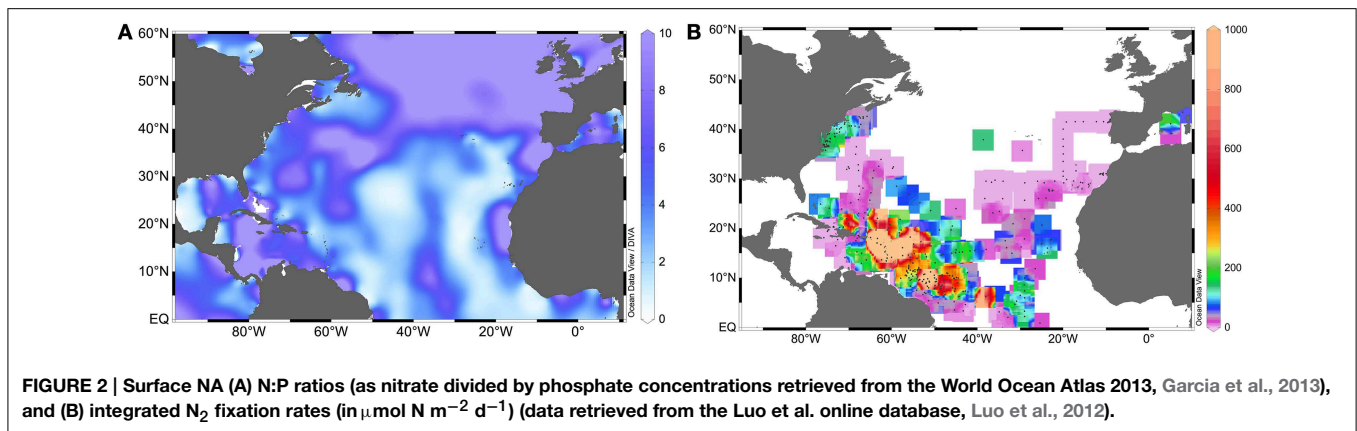 A
60°N
50°N
40°N
30°N
20°N
10°N
EQ
80°W
60°W
40°W
20°W
0°
10
8
6
4
2
0
Ocean Data View / DIVA
B
60°N
50°N
40°N
30°N
20°N
10°N
EQ
80°W
60°W
40°W
20°W
0°
1000
800
600
400
200
0
Ocean Data View
FIGURE 2 | Surface NA (A) N:P ratios (as nitrate divided by phosphate concentrations retrieved from the World Ocean Atlas 2013, Garcia et al., 2013),
and (B) integrated N₂ fixation rates (in μmol N m⁻² d⁻¹) (data retrieved from the Luo et al. online database, Luo et al., 2012).